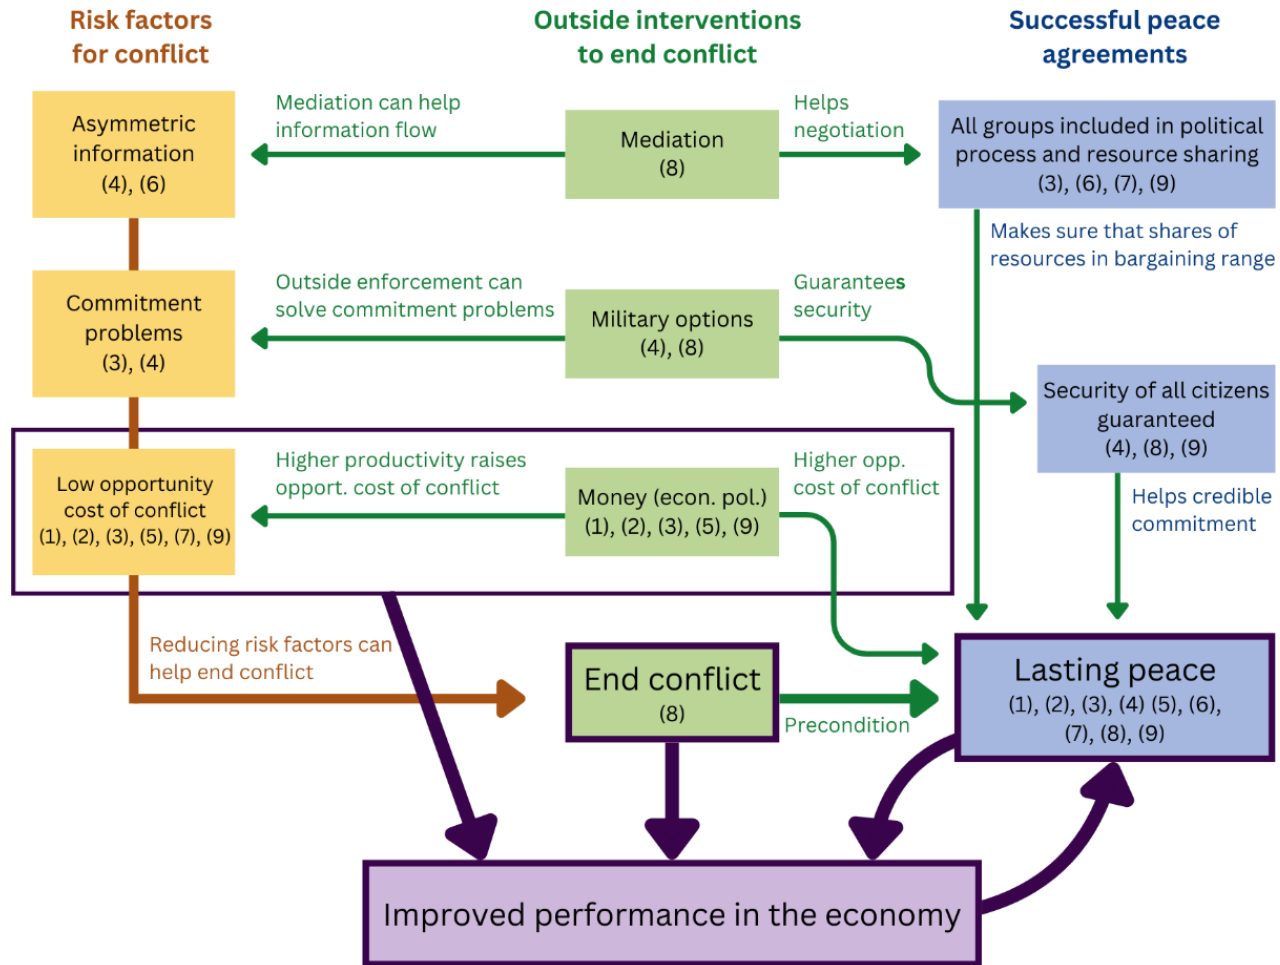 Risk factors
for conflict
Outside interventions
to end conflict
Successful peace
agreements
Asymmetric
information
(4), (6)
Mediation can help
information flow
Mediation
(8)
Helps
negotiation
All groups included in political
process and resource sharing
(3), (6), (7), (9)
Makes sure that shares of
resources in bargaining range
Commitment
problems
(3), (4)
Outside enforcement can
solve commitment problems
Military options
(4), (8)
Guarantees
security
Security of all citizens
guaranteed
(4), (8), (9)
Helps credible
commitment
Low opportunity
cost of conflict
(1), (2), (3), (5), (7), (9)
Higher productivity raises
opport. cost of conflict
Money (econ. pol.)
(1), (2), (3), (5), (9)
Higher opp.
cost of conflict
Reducing risk factors can
help end conflict
End conflict
(8)
Precondition
Lasting peace
(1), (2), (3), (4) (5), (6),
(7), (8), (9)
Improved performance in the economy